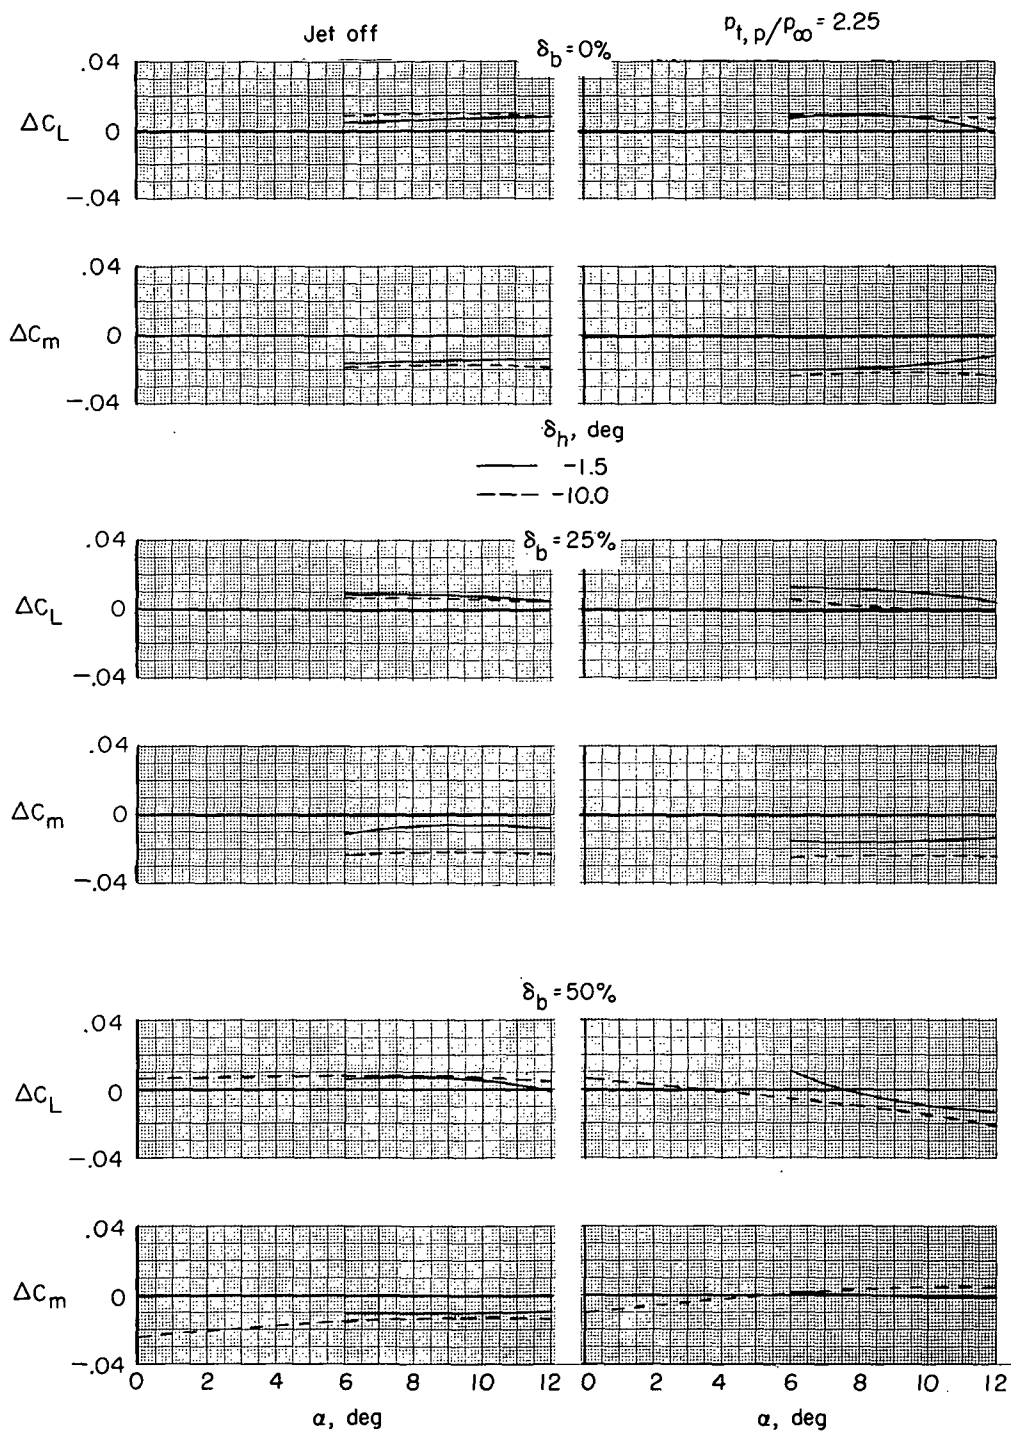 Jet off
p_t,p/p_∞ = 2.25
δ_b = 0%
.04
ΔC_L 0
-.04
.04
ΔC_m 0
-.04
δ_h, deg
-1.5
-10.0
δ_b = 25%
.04
ΔC_L 0
-.04
.04
ΔC_m 0
-.04
δ_b = 50%
.04
ΔC_L 0
-.04
.04
ΔC_m 0
-.04
0 2 4 6 8 10 12 0 2 4 6 8 10 12
α, deg α, deg